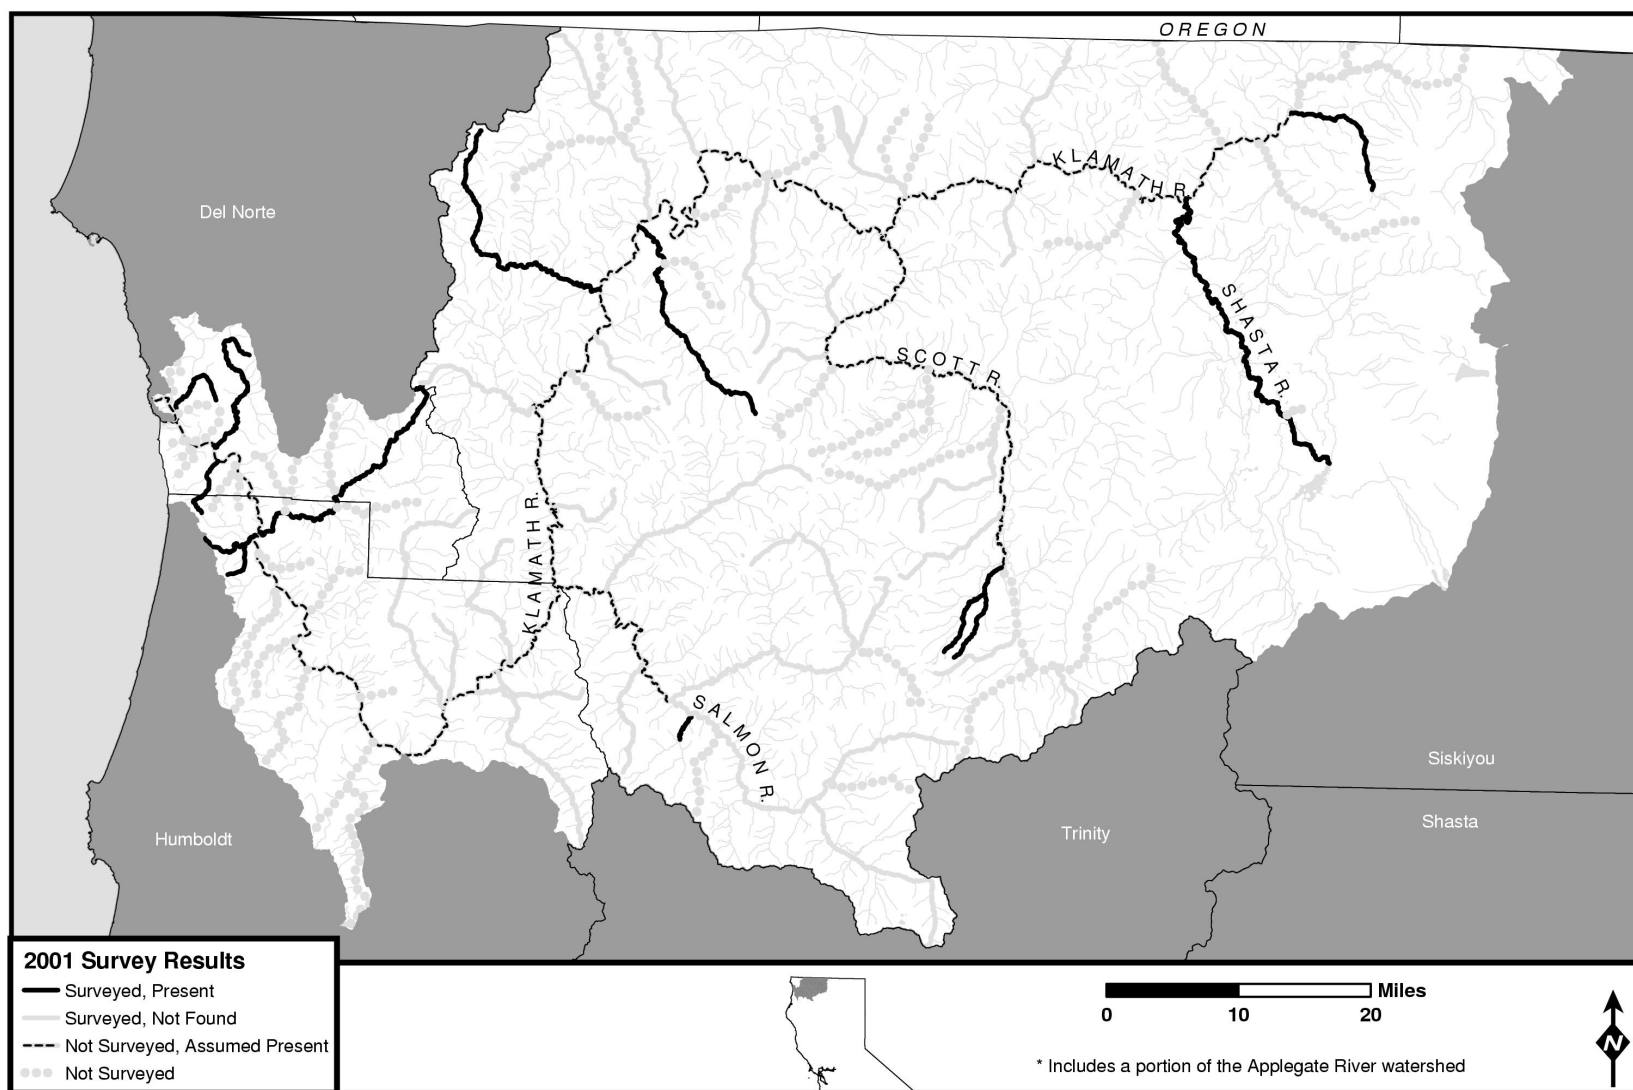 OREGON
KLAMATH R.
Del Norte
SHASTA R.
SCOTT R.
KLAMATH R.
SALMON R.
Siskiyou
Shasta
Trinity
Humboldt
2001 Survey Results
Surveyed, Present
Surveyed, Not Found
Not Surveyed, Assumed Present
Not Surveyed
Miles
0 10 20
N
* Includes a portion of the Applegate River watershed